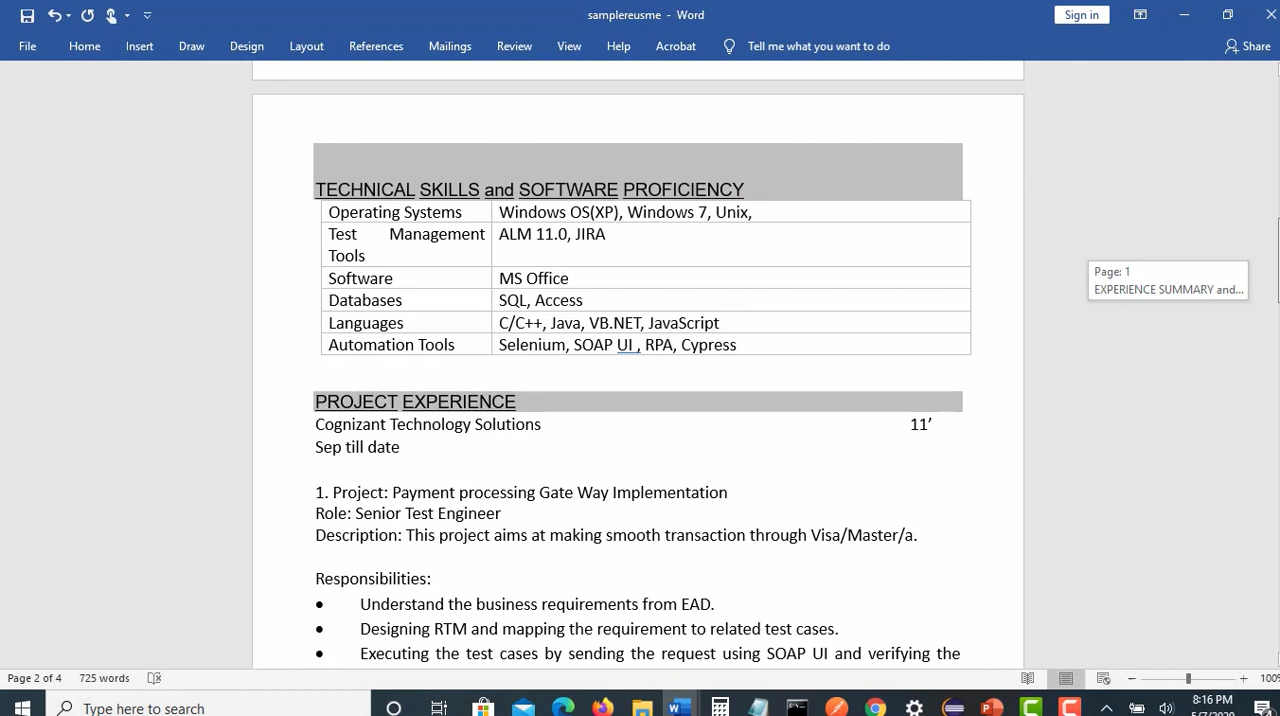 samplereusme - Word
Sign in
File Home Insert Draw Design Layout References Mailings Review View Help Acrobat Tell me what you want to do Share
TECHNICAL SKILLS and SOFTWARE PROFICIENCY
Operating Systems Windows OS(XP), Windows 7, Unix,
Test Management ALM 11.0, JIRA
Tools
Software MS Office
Databases SQL, Access
Languages C/C++, Java, VB.NET, JavaScript
Automation Tools Selenium, SOAP UI , RPA, Cypress
Page: 1
EXPERIENCE SUMMARY and...
PROJECT EXPERIENCE
Cognizant Technology Solutions 11’
Sep till date
1. Project: Payment processing Gate Way Implementation
Role: Senior Test Engineer
Description: This project aims at making smooth transaction through Visa/Master/a.
Responsibilities:
• Understand the business requirements from EAD.
• Designing RTM and mapping the requirement to related test cases.
• Executing the test cases by sending the request using SOAP UI and verifying the
Page 2 of 4 725 words 100%
Type here to search
8:16 PM